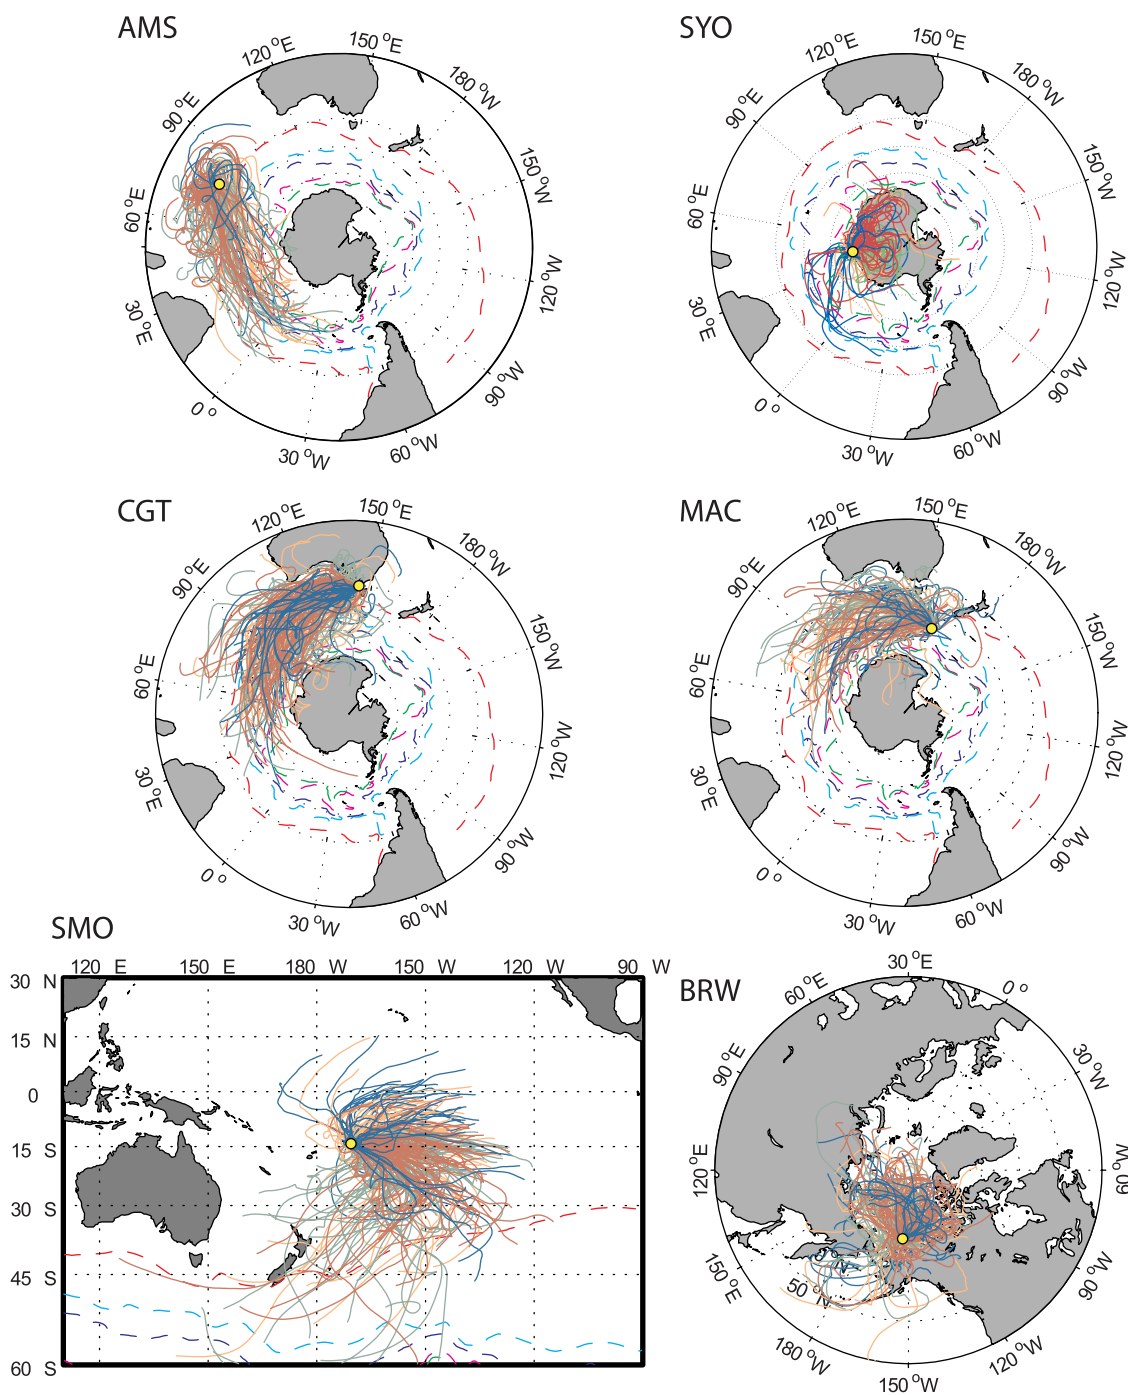 AMS
120 °E
150 °E
180 °W
150 °W
120 °W
90 °W
60 °W
30 °W
0 °
30 °E
60 °E
90 °E
SYO
120 °E
150 °E
180 °W
150 °W
120 °W
90 °W
60 °W
30 °W
0 °
30 °E
60 °E
90 °E
CGT
120 °E
150 °E
180 °W
150 °W
120 °W
90 °W
60 °W
30 °W
0 °
30 °E
60 °E
90 °E
MAC
120 °E
150 °E
180 °W
150 °W
120 °W
90 °W
60 °W
30 °W
0 °
30 °E
60 °E
90 °E
SMO
120 E 150 E 180 W 150 W 120 W 90 W
30 N
15 N
0
15 S
30 S
45 S
60 S
BRW
30 °E
0 °
30 °W
60 °W
90 °W
120 °W
150 °W
180 °W
150 °E
120 °E
90 °E
60 °E
50 °N